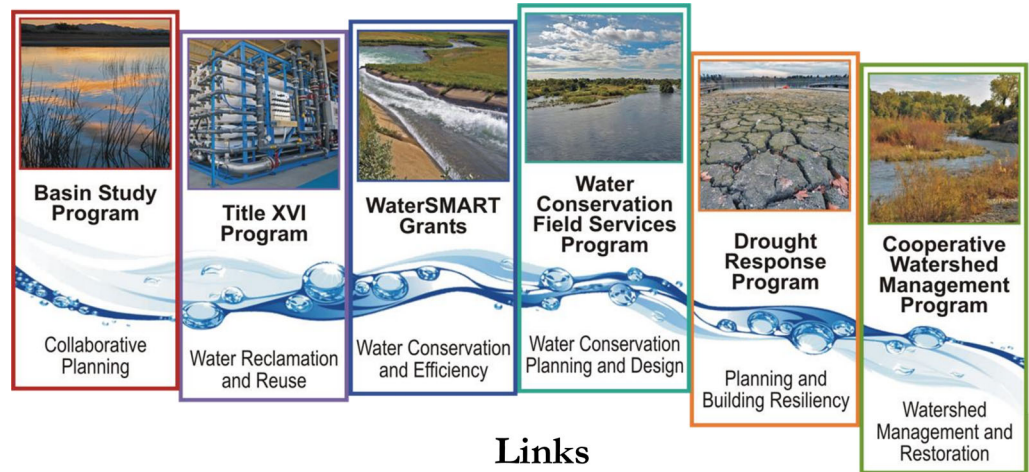 Basin Study
Program
Collaborative
Planning
Title XVI
Program
Water Reclamation
and Reuse
WaterSMART
Grants
Water Conservation
and Efficiency
Water
Conservation
Field Services
Program
Water Conservation
Planning and Design
Drought
Response
Program
Planning and
Building Resiliency
Cooperative
Watershed
Management
Program
Watershed
Management and
Restoration
Links